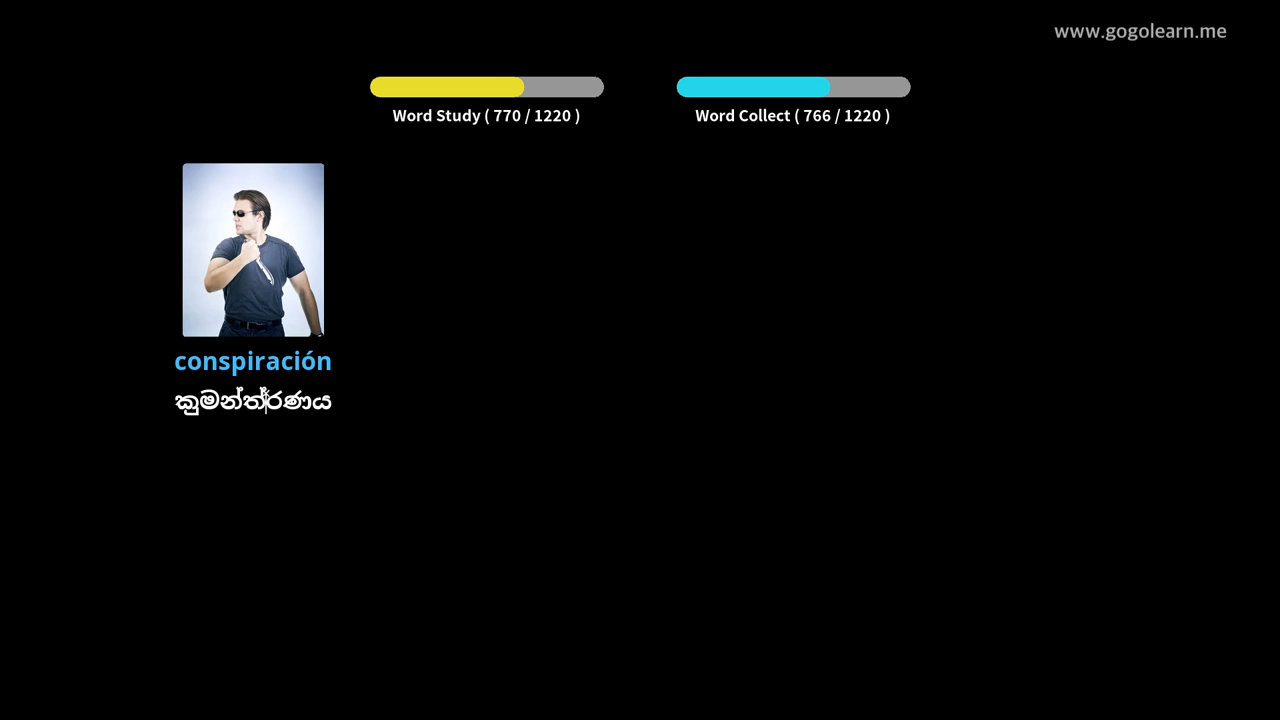 www.gogolearn.me
Word Study ( 770 / 1220 )
Word Collect ( 766 / 1220 )
conspiración
කුමන්ත්‍රණය